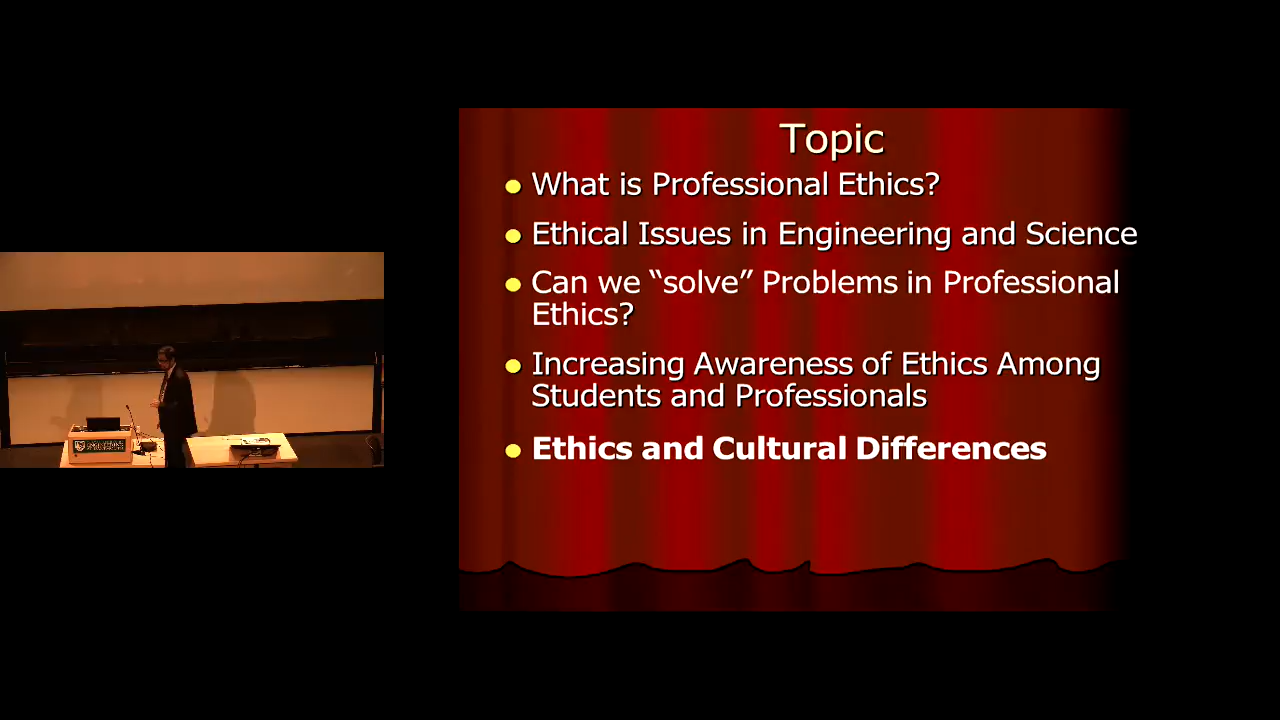 Topic
What is Professional Ethics?
Ethical Issues in Engineering and Science
Can we “solve” Problems in Professional
Ethics?
Increasing Awareness of Ethics Among
Students and Professionals
Ethics and Cultural Differences